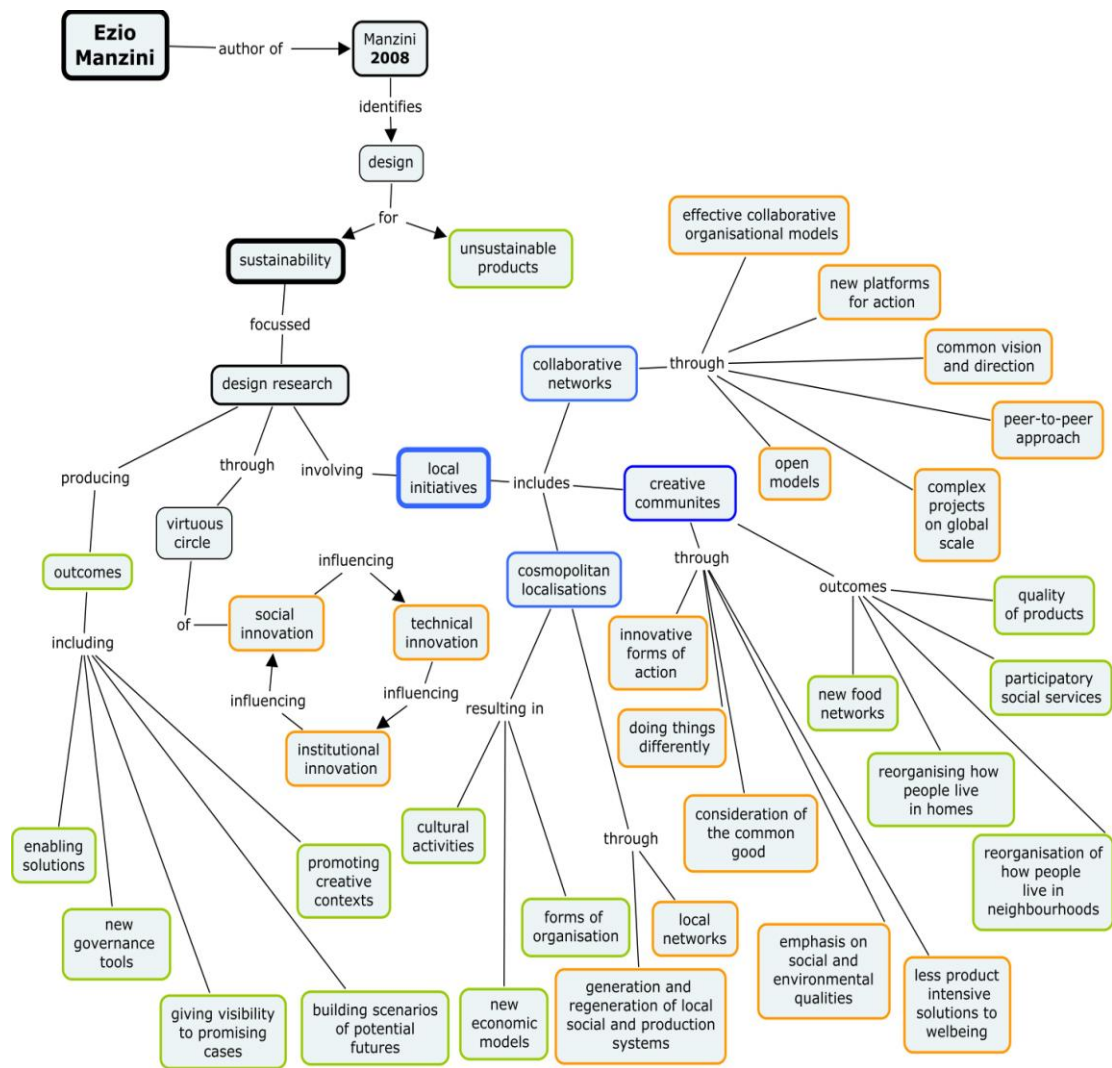 Ezio
Manzini
author of
Manzini
2008
identifies
design
for
sustainability
unsustainable
products
focussed
design research
producing
through
involving
local
initiatives
includes
collaborative
networks
through
effective collaborative
organisational models
new platforms
for action
common vision
and direction
peer-to-peer
approach
complex
projects
on global
scale
open
models
creative
communites
cosmopolitan
localisations
virtuous
circle
of
social
innovation
influencing
technical
innovation
influencing
institutional
innovation
influencing
outcomes
including
enabling
solutions
new
governance
tools
giving visibility
to promising
cases
building scenarios
of potential
futures
promoting
creative
contexts
resulting in
cultural
activities
new
economic
models
forms of
organisation
through
generation and
regeneration of local
social and production
systems
local
networks
through
innovative
forms of
action
doing things
differently
consideration of
the common
good
emphasis on
social and
environmental
qualities
less product
intensive
solutions to
welbeing
outcomes
quality
of products
participatory
social services
new food
networks
reorganising how
people live
in homes
reorganisation of
how people
live in
neighbourhoods